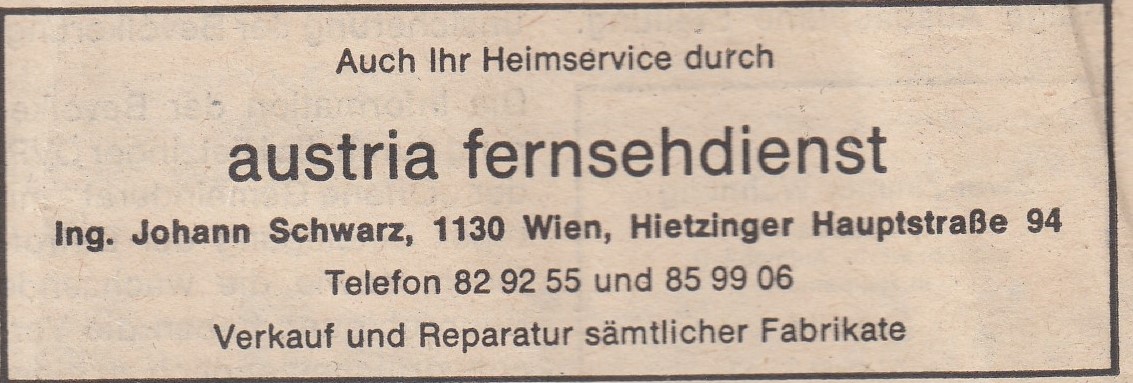 Auch Ihr Heimservice durch
austria fernsehdienst
Ing. Johann Schwarz, 1130 Wien, Hietzinger Hauptstraße 94
Telefon 82 92 55 und 85 99 06
Verkauf und Reparatur sämtlicher Fabrikate